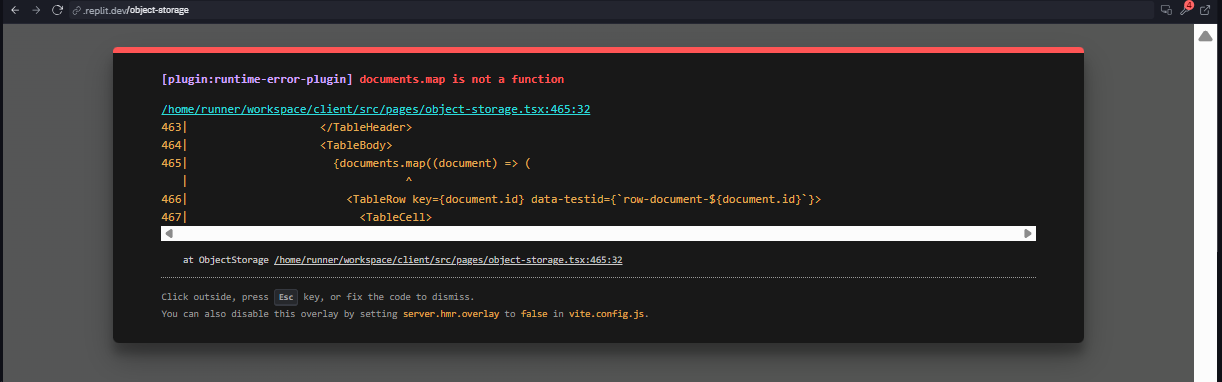 .replit.dev/object-storage
4
[plugin:runtime-error-plugin] documents.map is not a function
/home/runner/workspace/client/src/pages/object-storage.tsx:465:32
463| </TableHeader>
464| <TableBody>
465| {documents.map((document) => (
| ^
466| <TableRow key={document.id} data-testid={`row-document-${document.id}`}>
467| <TableCell>
at ObjectStorage /home/runner/workspace/client/src/pages/object-storage.tsx:465:32
Click outside, press Esc key, or fix the code to dismiss.
You can also disable this overlay by setting server.hmr.overlay to false in vite.config.js.